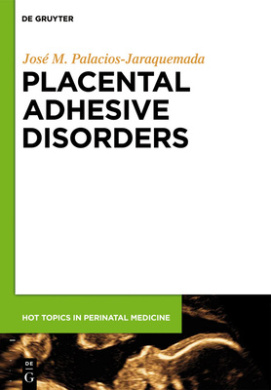 DE GRUYTER
José M. Palacios-Jaraquemada
PLACENTAL
ADHESIVE
DISORDERS
HOT TOPICS IN PERINATAL MEDICINE
DE
G